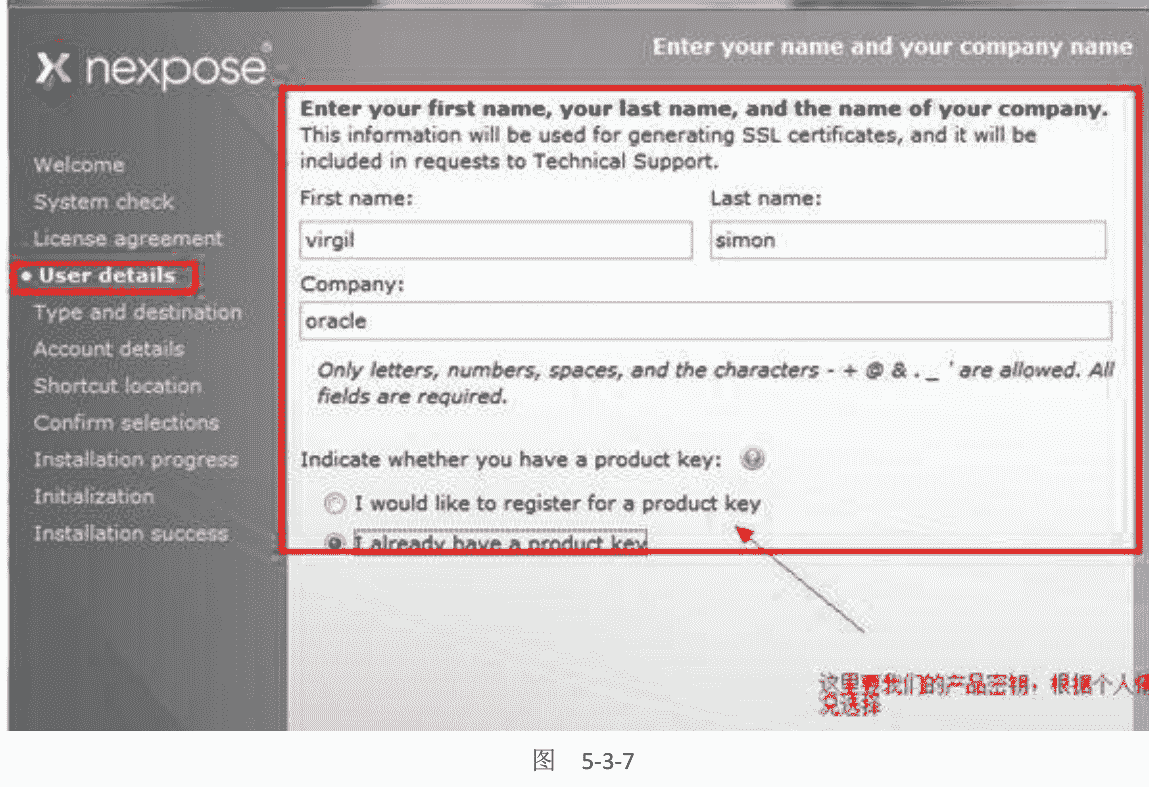 nexpose®
Enter your name and your company name
Enter your first name, your last name, and the name of your company.
This information will be used for generating SSL certificates, and it will be
included in requests to Technical Support.
First name:
Last name:
virgil
simon
Company:
oracle
Only letters, numbers, spaces, and the characters - + @ & . _ ' are allowed. All
fields are required.
Indicate whether you have a product key:
I would like to register for a product key
I already have a product key
Welcome
System check
License agreement
• User details
Type and destination
Account details
Shortcut location
Confirm selections
Installation progress
Initialization
Installation success
这里要我们的产品密钥，根据个人情
况选择
图 5-3-7